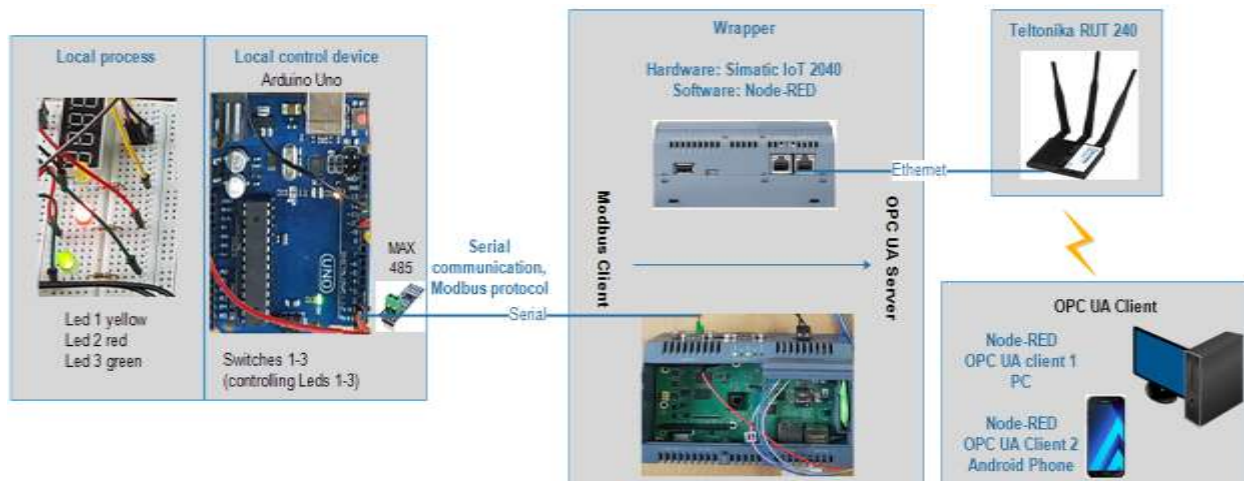 Local process
Led 1 yellow
Led 2 red
Led 3 green
Local control device
Arduino Uno
UNO
MAX
485
Switches 1-3
(controlling Leds 1-3)
Serial
communication,
Modbus protocol
Serial
Wrapper
Hardware: Simatic IoT 2040
Software: Node-RED
Modbus Client
OPC UA Server
Ethernet
Teltonika RUT 240
OPC UA Client
Node-RED
OPC UA client 1
PC
Node-RED
OPC UA Client 2
Android Phone